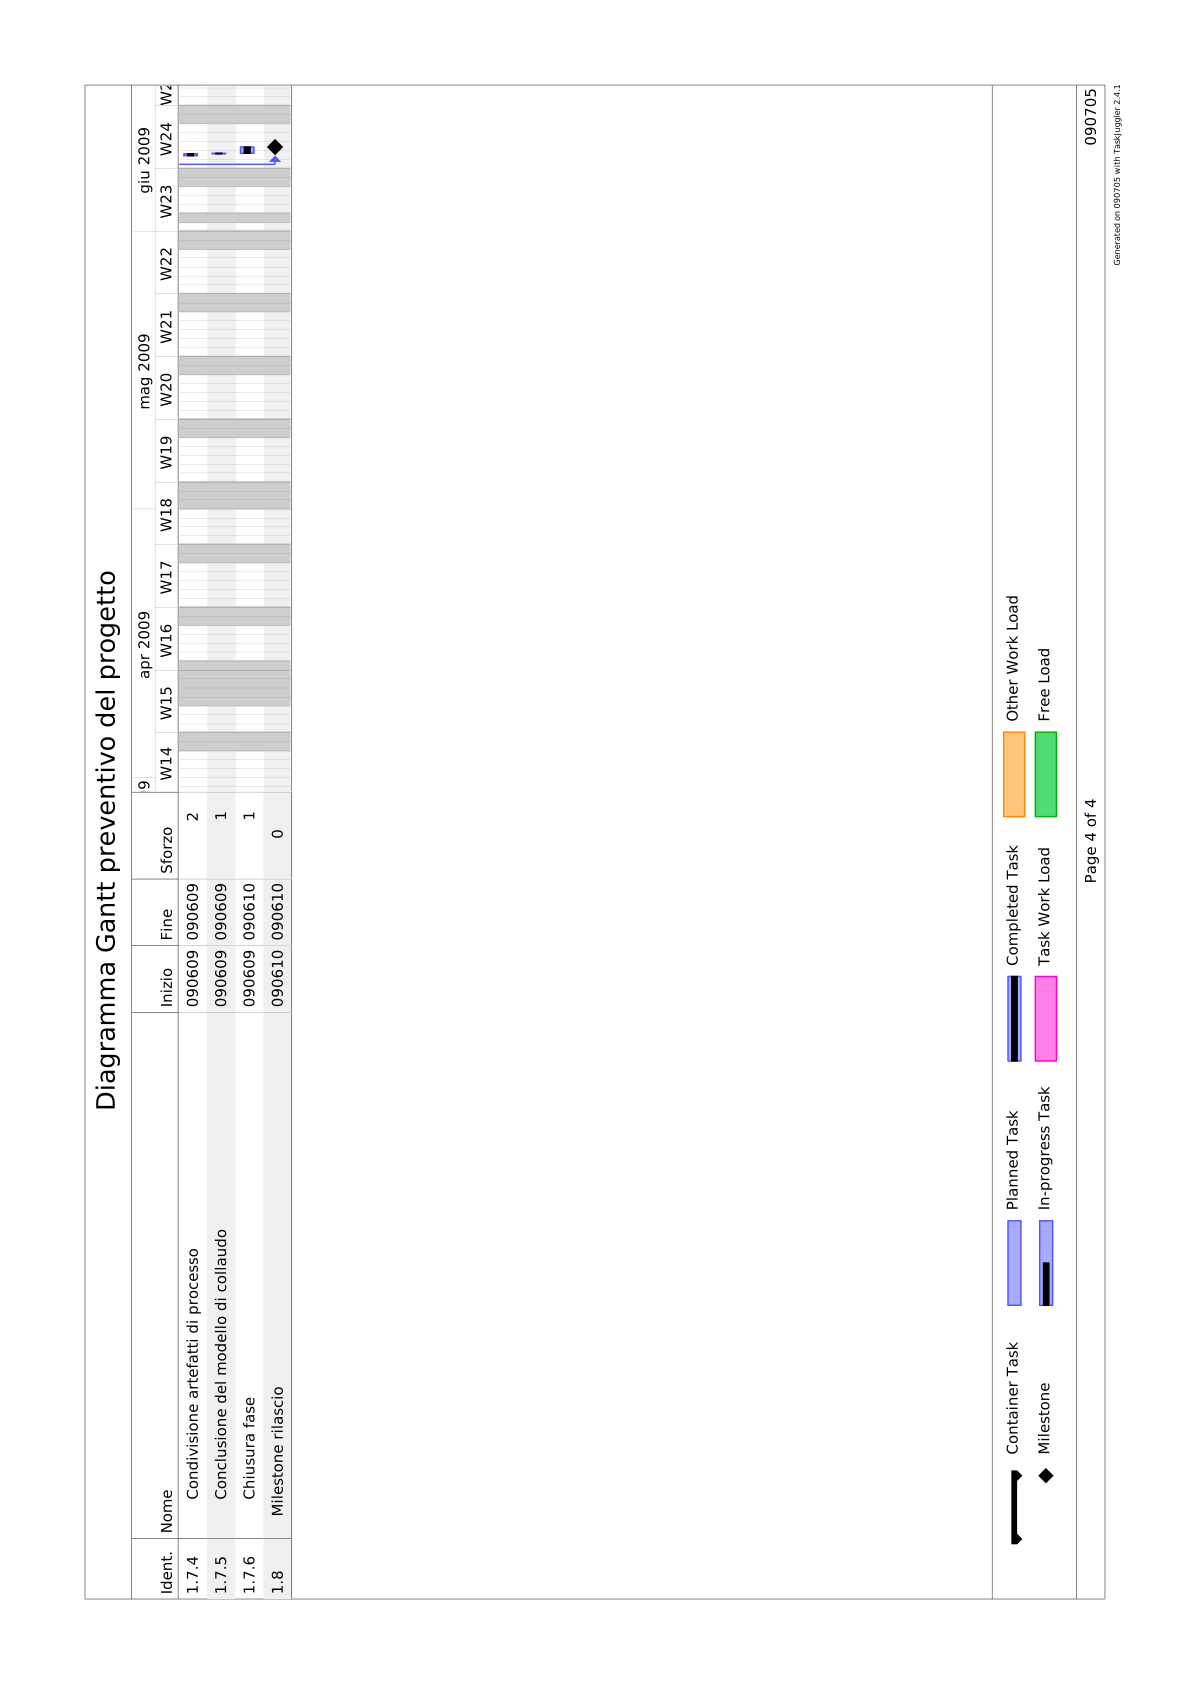 Diagramma Gantt preventivo del progetto
9 apr 2009 mag 2009 giu 2009
Ident. Nome Inizio Fine Sforzo W14 W15 W16 W17 W18 W19 W20 W21 W22 W23 W24 W2
1.7.4 Condivisione artefatti di processo 090609 090609 2
1.7.5 Conclusione del modello di collaudo 090609 090609 1
1.7.6 Chiusura fase 090609 090610 1
1.8 Milestone rilascio 090610 090610 0
Container Task Planned Task Completed Task Other Work Load
Milestone In-progress Task Task Work Load Free Load
Page 4 of 4 090705
Generated on 090705 with TaskJuggler 2.4.1